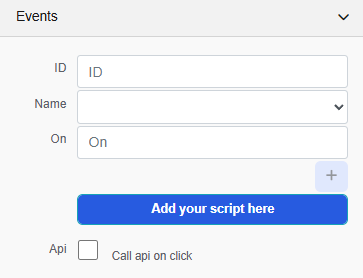 Events
ID
ID
Name
On
On
+
Add your script here
Api
Call api on click